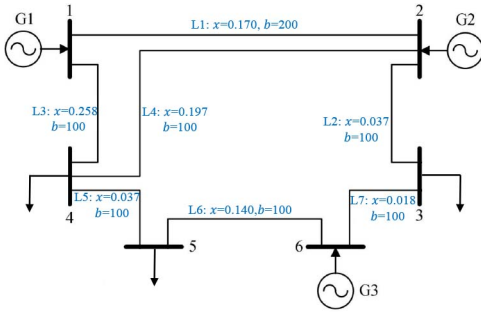 G1
1
L1: x=0.170, b=200
2
G2
L3: x=0.258
b=100
L4: x=0.197
b=100
L2: x=0.037
b=100
4
L5: x=0.037
b=100
L6: x=0.140,b=100
L7: x=0.018
b=100
3
5
6
G3